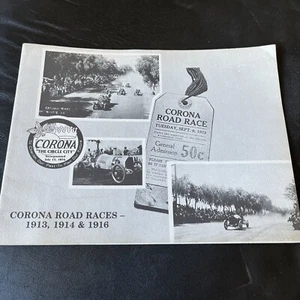 CORONA
"THE CIRCLE CITY"
CORONA
ROAD RACE
TUESDAY, SEPT. 9, 1913
General
Admission 50c
CORONA ROAD RACES –
1913, 1914 & 1916